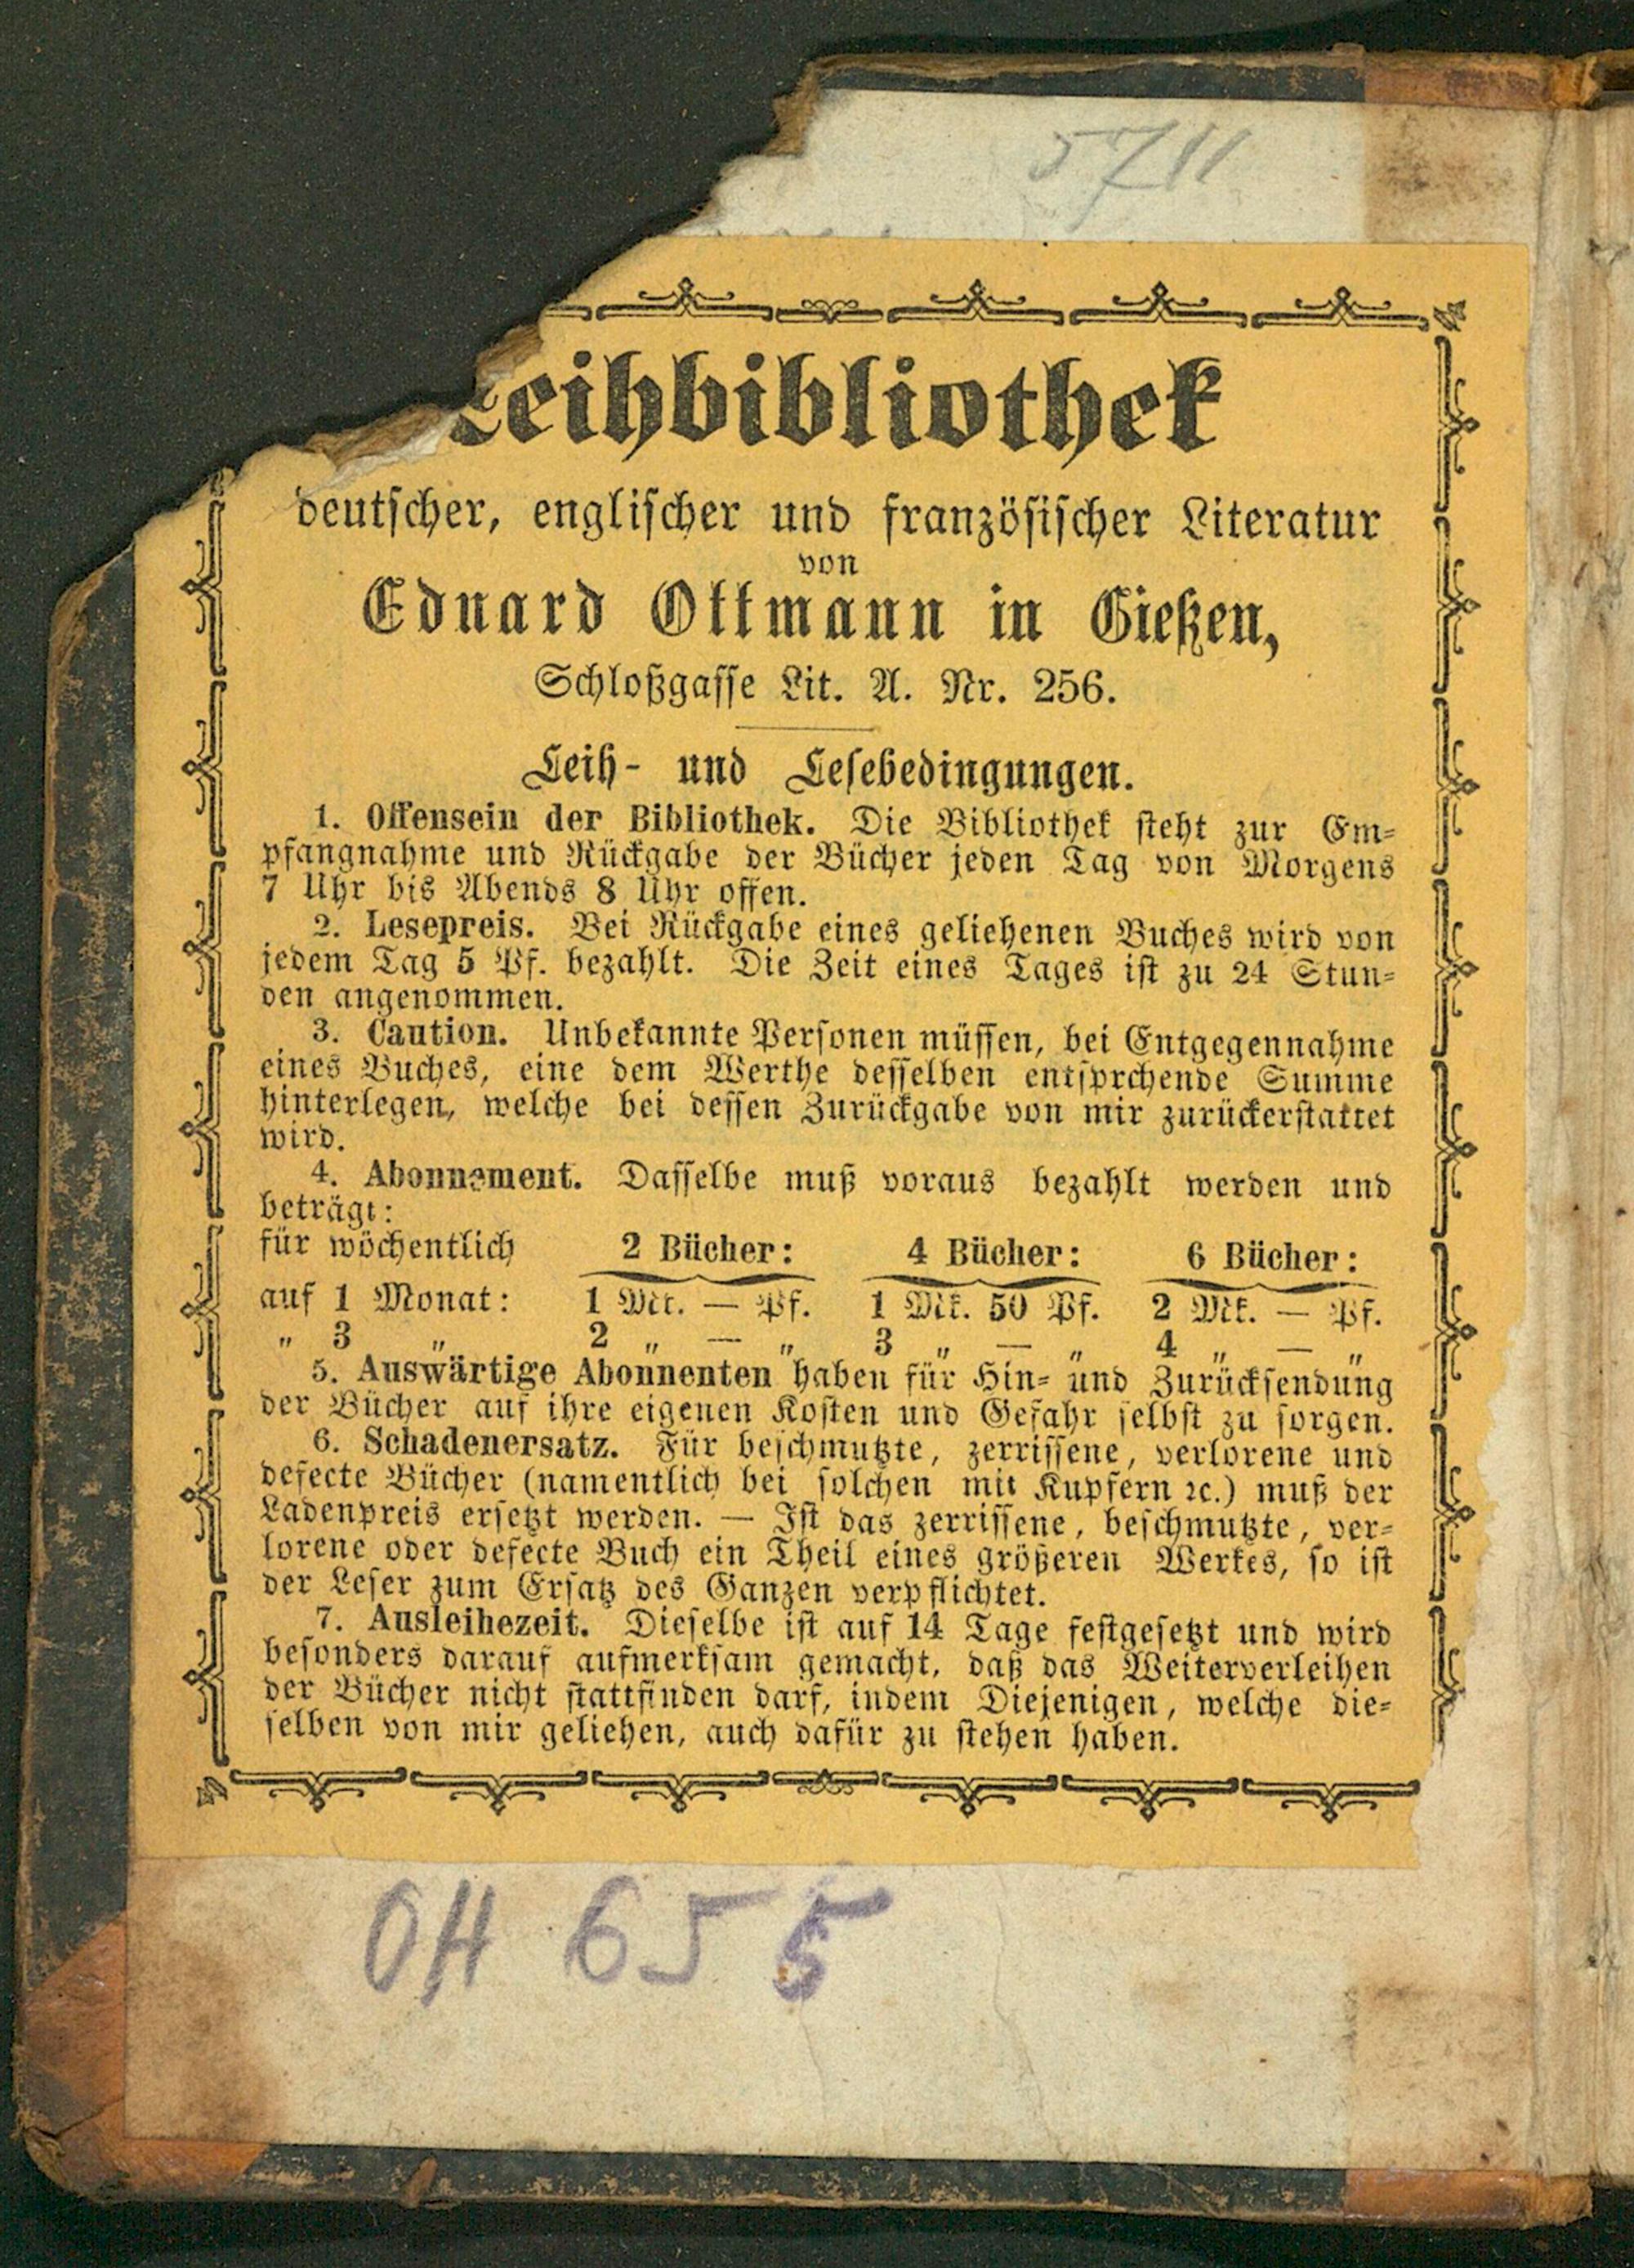 5711
Leihbibliothek
deutscher, englischer und französischer Literatur
von
Eduard Ottmann in Gießen,
Schloßgasse Lit. A. Nr. 256.
Leih- und Lesebedingungen.
1. Offensein der Bibliothek. Die Bibliothek steht zur Em-
pfangnahme und Rückgabe der Bücher jeden Tag von Morgens
7 Uhr bis Abends 8 Uhr offen.
2. Lesepreis. Bei Rückgabe eines geliehenen Buches wird von
jedem Tag 5 Pf. bezahlt. Die Zeit eines Tages ist zu 24 Stun-
den angenommen.
3. Caution. Unbekannte Personen müssen, bei Entgegennahme
eines Buches, eine dem Werthe desselben entsprchende Summe
hinterlegen, welche bei dessen Zurückgabe von mir zurückerstattet
wird.
4. Abonnement. Dasselbe muß voraus bezahlt werden und
beträgt:
für wöchentlich 2 Bücher: 4 Bücher: 6 Bücher:
auf 1 Monat: 1 Mk. — Pf. 1 Mk. 50 Pf. 2 Mk. — Pf.
„ 3 „ 2 „ — „ 3 „ — „ 4 „ — „
5. Auswärtige Abonnenten haben für Hin- und Zurücksendung
der Bücher auf ihre eigenen Kosten und Gefahr selbst zu sorgen.
6. Schadenersatz. Für beschmutzte, zerrissene, verlorene und
defecte Bücher (namentlich bei solchen mit Kupfern ꝛc.) muß der
Ladenpreis ersetzt werden. — Ist das zerrissene, beschmutzte, ver-
lorene oder defecte Buch ein Theil eines größeren Werkes, so ist
der Leser zum Ersatz des Ganzen verpflichtet.
7. Ausleihezeit. Dieselbe ist auf 14 Tage festgesetzt und wird
besonders darauf aufmerksam gemacht, daß das Weiterverleihen
der Bücher nicht stattfinden darf, indem Diejenigen, welche die-
selben von mir geliehen, auch dafür zu stehen haben.
OH 655